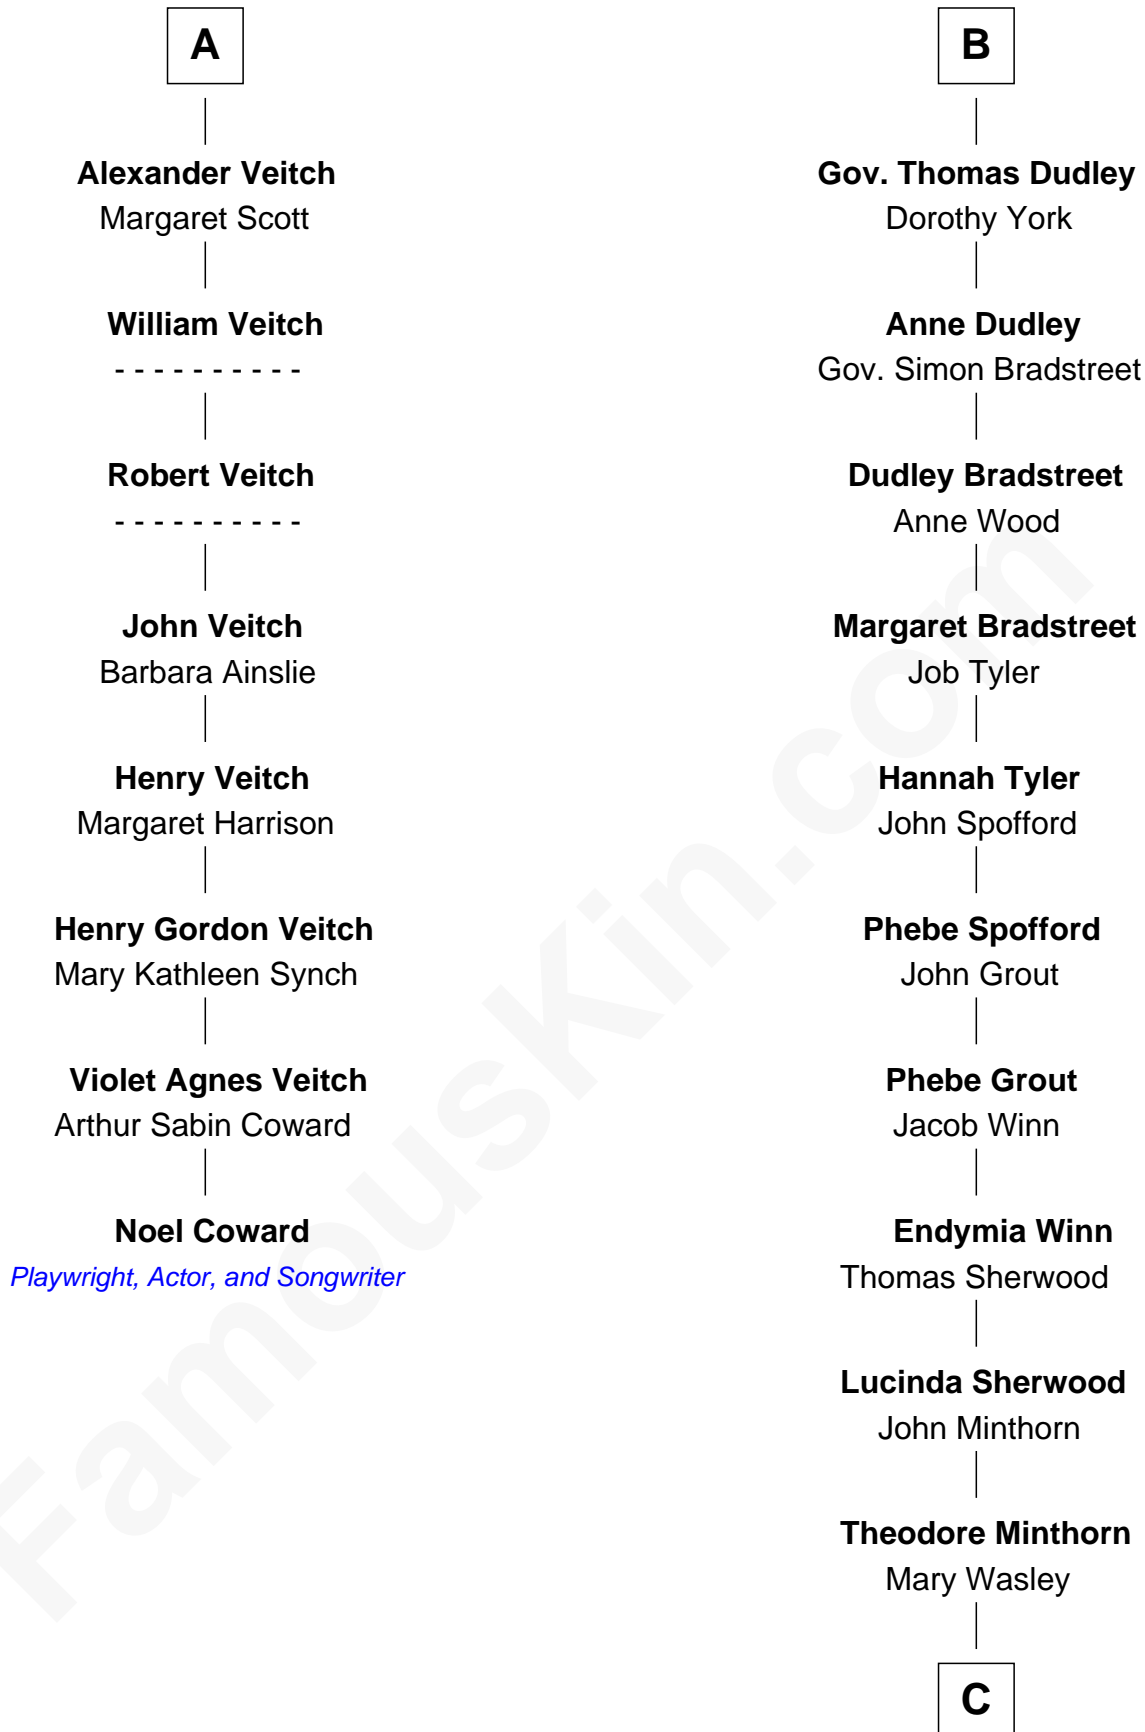 A
Alexander Veitch
Margaret Scott
William Veitch
- - - - - - - - - -
Robert Veitch
- - - - - - - - - -
John Veitch
Barbara Ainslie
Henry Veitch
Margaret Harrison
Henry Gordon Veitch
Mary Kathleen Synch
Violet Agnes Veitch
Arthur Sabin Coward
Noel Coward
Playwright, Actor, and Songwriter
B
Gov. Thomas Dudley
Dorothy York
Anne Dudley
Gov. Simon Bradstreet
Dudley Bradstreet
Anne Wood
Margaret Bradstreet
Job Tyler
Hannah Tyler
John Spofford
Phebe Spofford
John Grout
Phebe Grout
Jacob Winn
Endymia Winn
Thomas Sherwood
Lucinda Sherwood
John Minthorn
Theodore Minthorn
Mary Wasley
C
FamousKin.com